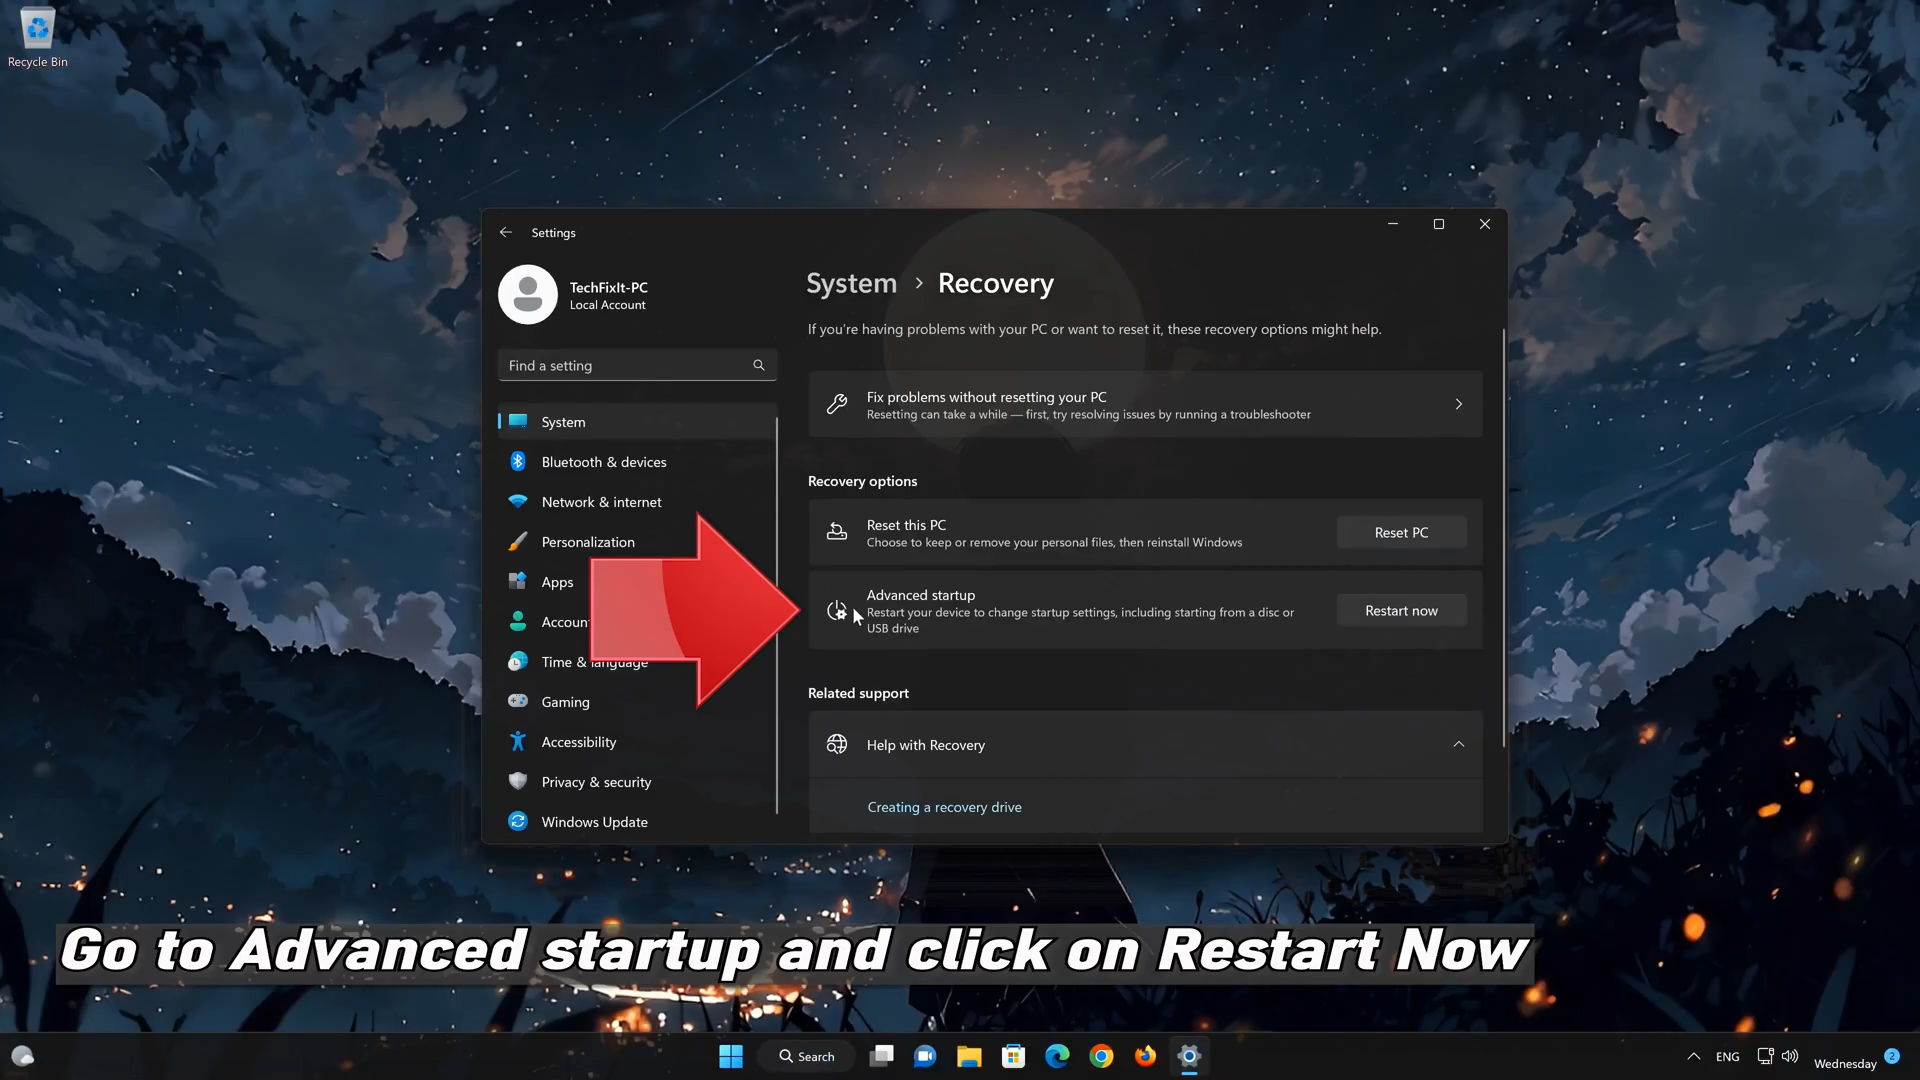 Recycle Bin
Settings
TechFixIt-PC
Local Account
Find a setting
System
Bluetooth & devices
Network & internet
Personalization
Apps
Accoun
Time & language
Gaming
Accessibility
Privacy & security
Windows Update
System > Recovery
If you're having problems with your PC or want to reset it, these recovery options might help.
Fix problems without resetting your PC
Resetting can take a while — first, try resolving issues by running a troubleshooter
Recovery options
Reset this PC
Choose to keep or remove your personal files, then reinstall Windows
Reset PC
Advanced startup
Restart your device to change startup settings, including starting from a disc or
USB drive
Restart now
Related support
Help with Recovery
Creating a recovery drive
Go to Advanced startup and click on Restart Now
Search
ENG
Wednesday
2